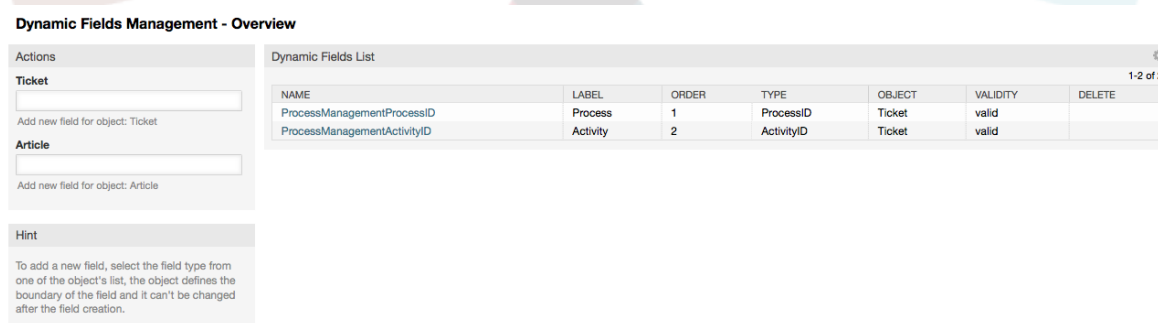 Dynamic Fields Management - Overview
Actions
Ticket
Add new field for object: Ticket
Article
Add new field for object: Article
Hint
To add a new field, select the field type from
one of the object's list, the object defines the
boundary of the field and it can't be changed
after the field creation.
Dynamic Fields List
1-2 of
NAME LABEL ORDER TYPE OBJECT VALIDITY DELETE
ProcessManagementProcessID Process 1 ProcessID Ticket valid
ProcessManagementActivityID Activity 2 ActivityID Ticket valid